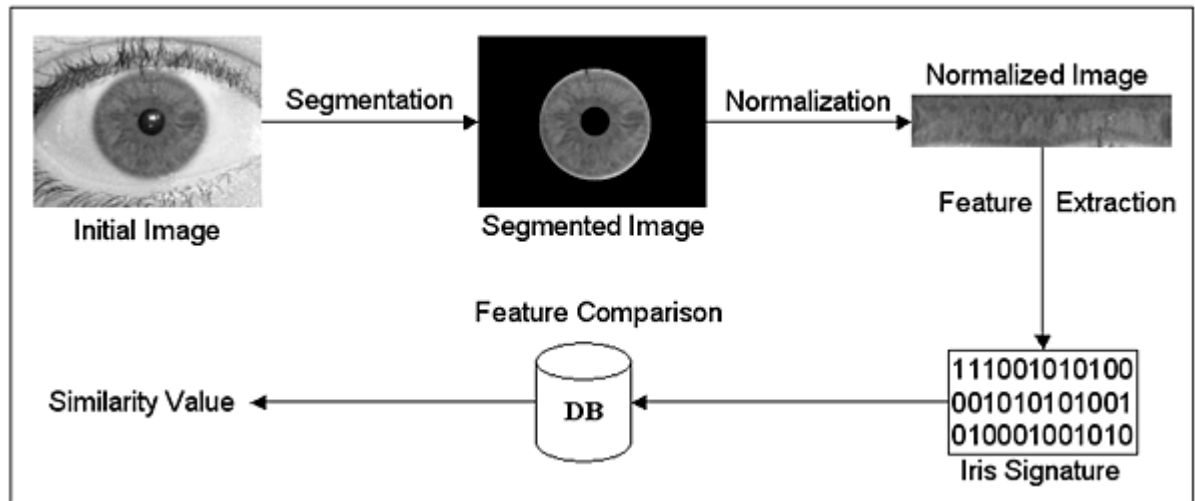 Initial Image
Segmentation
Segmented Image
Normalization
Normalized Image
Feature Extraction
111001010100
001010101001
010001001010
Iris Signature
Feature Comparison
DB
Similarity Value